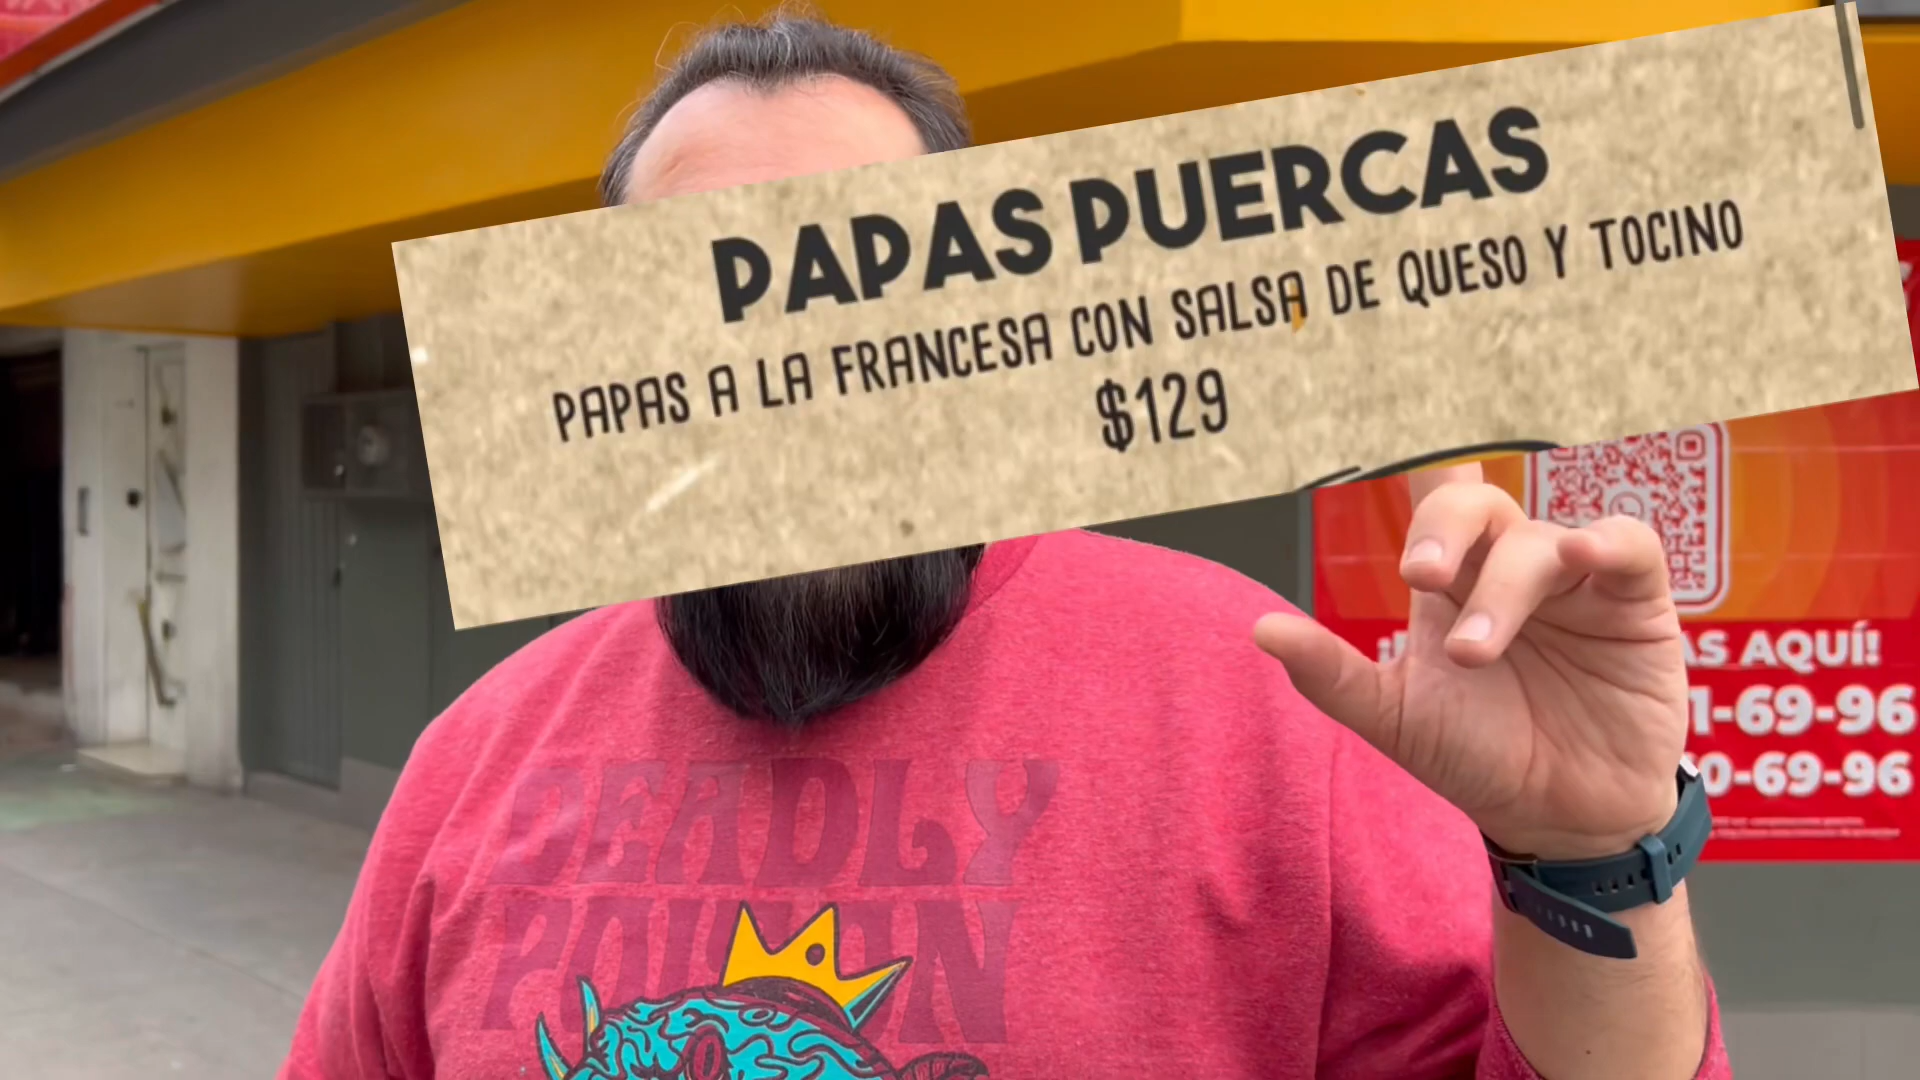 PAPAS PUERCAS
PAPAS A LA FRANCESA CON SALSA DE QUESO Y TOCINO
$129
AQUÍ!
1-69-96
0-69-96
DEADLY
POISON